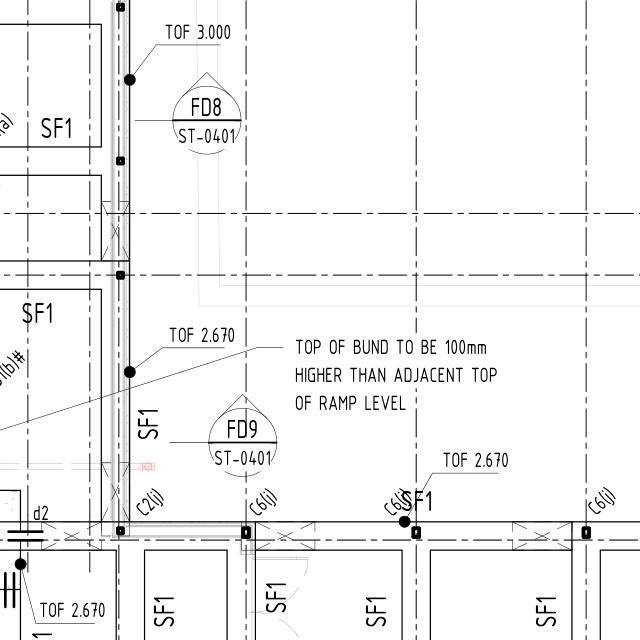 TOF 3.000
FD8
ST-0401
SF1
SF1
TOF 2.670
TOP OF BUND TO BE 100mm
HIGHER THAN ADJACENT TOP
OF RAMP LEVEL
SF1
FD9
ST-0401
TOF 2.670
C2(j)
C6(j)
C6(j)
SF1
C6(j)
d2
TOF 2.670
SF1
SF1
SF1
SF1